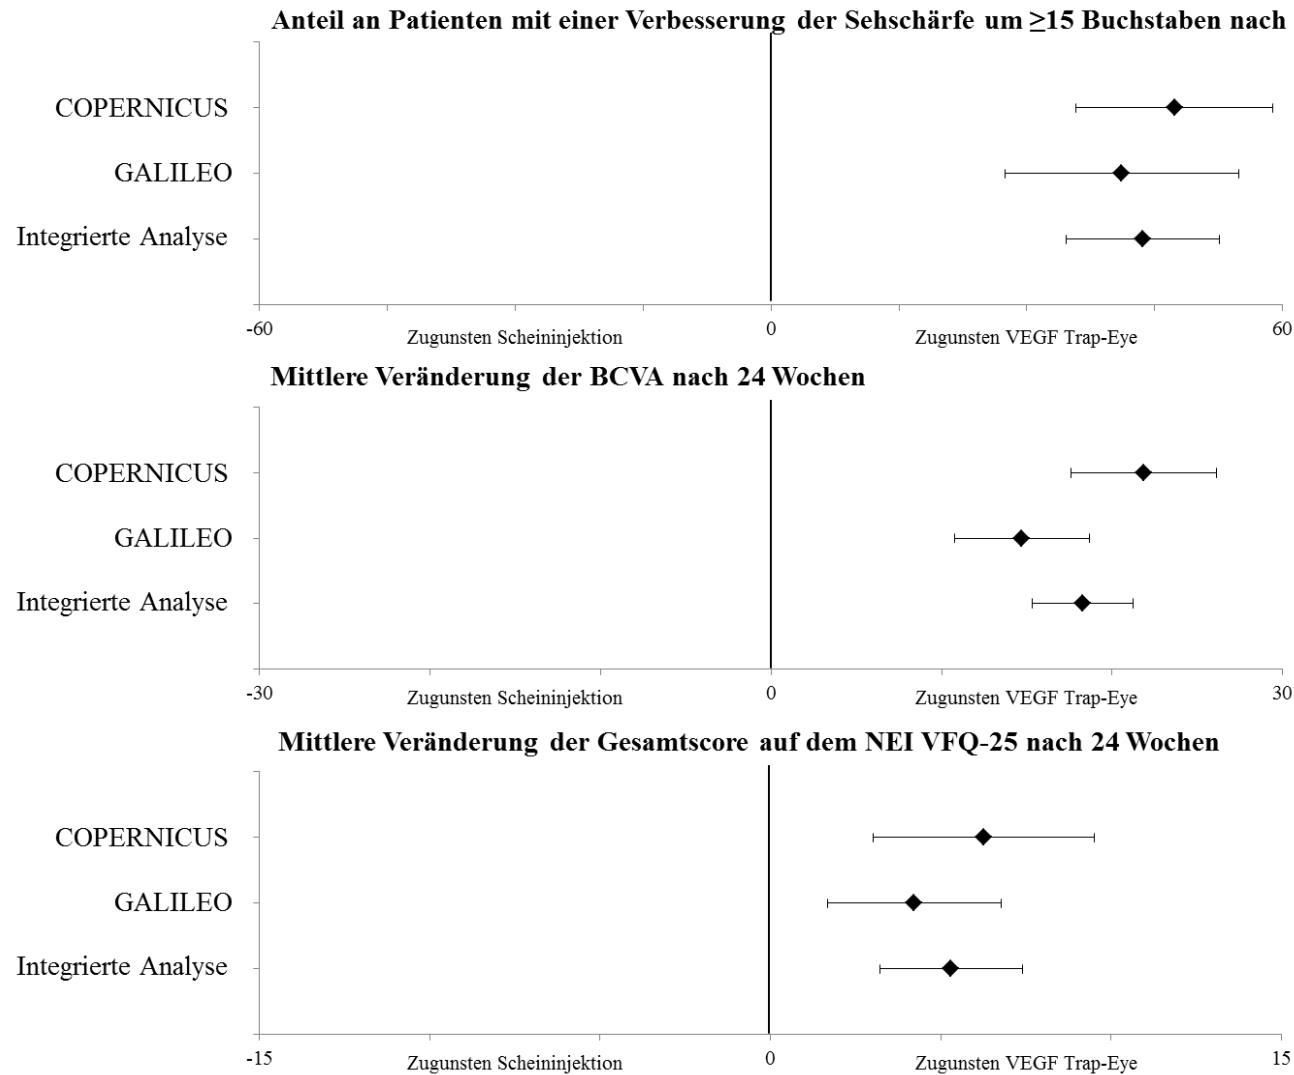 Anteil an Patienten mit einer Verbesserung der Sehschärfe um ≥15 Buchstaben nach
COPERNICUS
GALILEO
Integrierte Analyse
-60 0 60
Zugunsten Scheininjektion Zugunsten VEGF Trap-Eye
Mittlere Veränderung der BCVA nach 24 Wochen
COPERNICUS
GALILEO
Integrierte Analyse
-30 0 30
Zugunsten Scheininjektion Zugunsten VEGF Trap-Eye
Mittlere Veränderung der Gesamtscore auf dem NEI VFQ-25 nach 24 Wochen
COPERNICUS
GALILEO
Integrierte Analyse
-15 0 15
Zugunsten Scheininjektion Zugunsten VEGF Trap-Eye